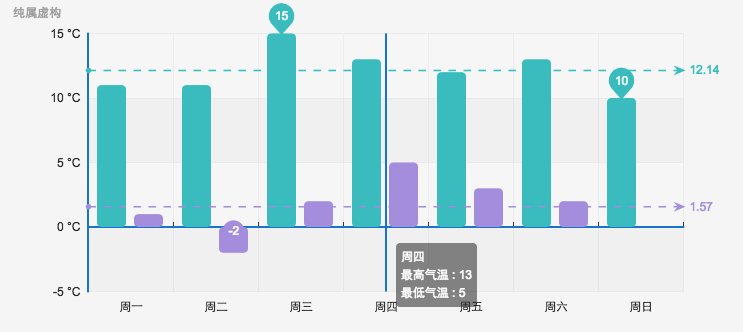 纯属虚构
15 °C
10 °C
5 °C
0 °C
-5 °C
15
12.14
10
1.57
-2
周四
最高气温 : 13
最低气温 : 5
周一 周二 周三 周四 周五 周六 周日